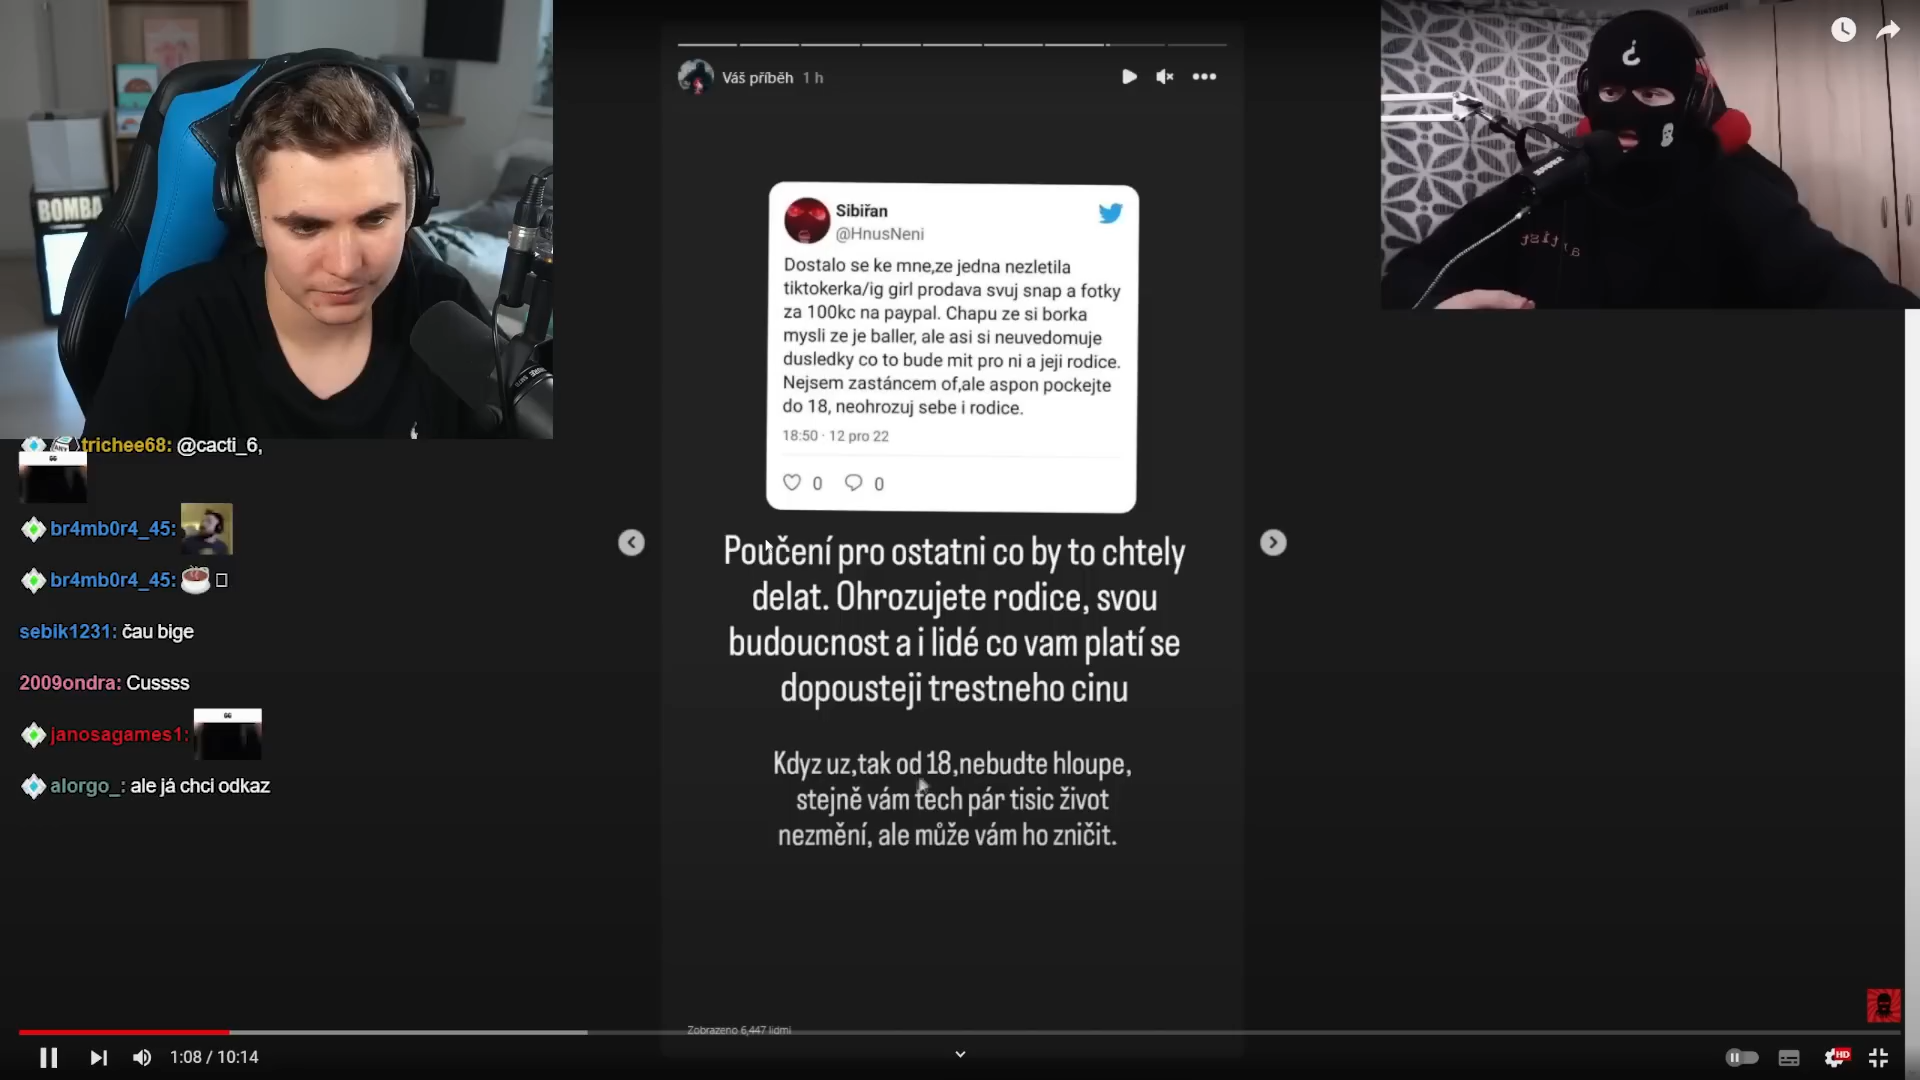 BOMBA
trichee68: @cacti_6,
GG
br4mb0r4_45:
br4mb0r4_45:
sebik1231: čau bige
2009ondra: Cussss
GG
janosagames1:
alorgo_: ale já chci odkaz
Váš příběh 1 h
Sibiřan
@HnusNeni
Dostalo se ke mne,ze jedna nezletila
tiktokerka/ig girl prodava svuj snap a fotky
za 100kc na paypal. Chapu ze si borka
mysli ze je baller, ale asi si neuvedomuje
dusledky co to bude mit pro ni a jeji rodice.
Nejsem zastáncem of,ale aspon pockejte
do 18, neohrozuj sebe i rodice.
18:50 · 12 pro 22
0 0
Poučení pro ostatni co by to chtely
delat. Ohrozujete rodice, svou
budoucnost a i lidé co vam platí se
dopousteji trestneho cinu
Kdyz uz,tak od 18,nebudte hloupe,
stejně vám tech pár tisic život
nezmění, ale může vám ho zničit.
Zobrazeno 6,447 lidmi
1:08 / 10:14
HD